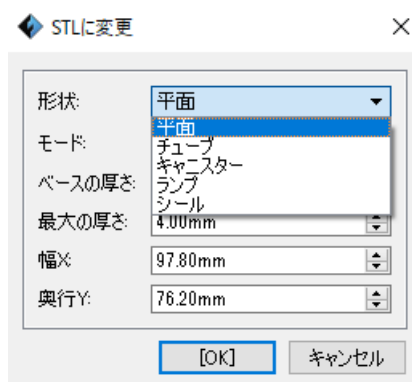 STLに変更
形状:
平面
平面
チューブ
キャニスター
ランプ
シール
モード:
ベースの厚さ:
最大の厚さ: 4.00mm
幅X: 97.80mm
奥行Y: 76.20mm
[OK] キャンセル